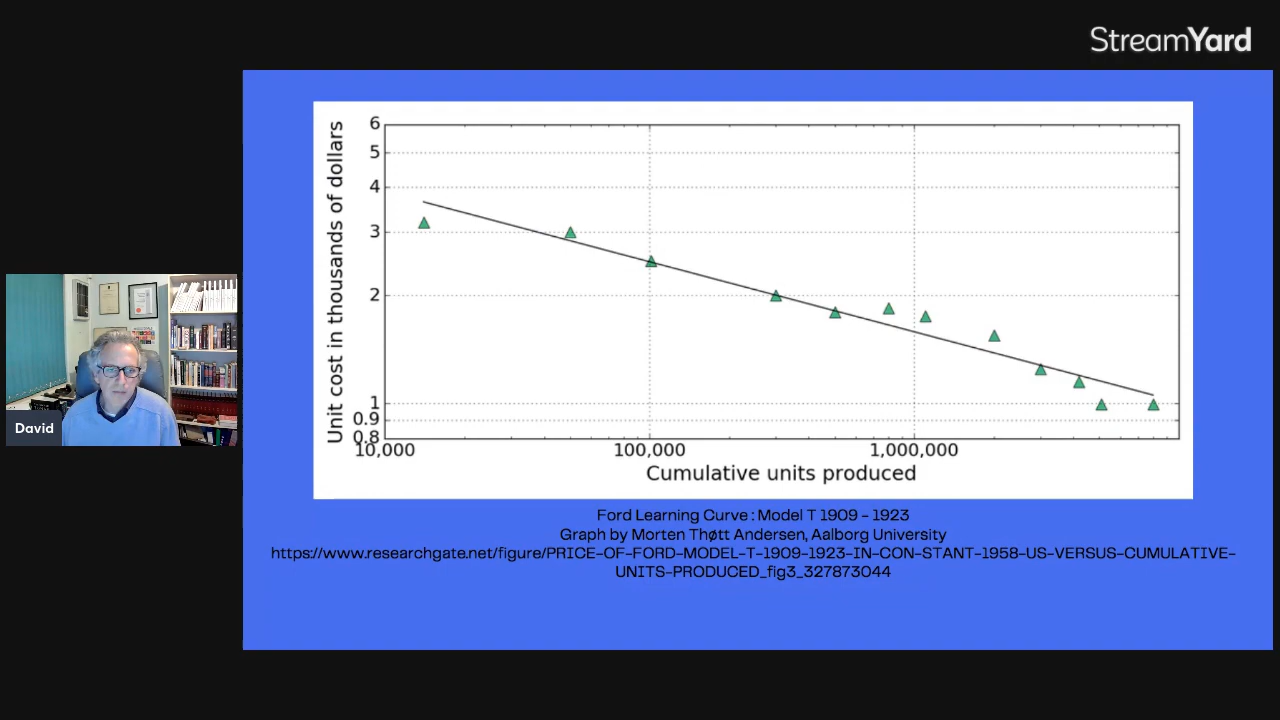 StreamYard
6
5
4
3
2
1
0.9
0.8
Unit cost in thousands of dollars
10,000 100,000 1,000,000
Cumulative units produced
Ford Learning Curve : Model T 1909 - 1923
Graph by Morten Thøtt Andersen, Aalborg University
https://www.researchgate.net/figure/PRICE-OF-FORD-MODEL-T-1909-1923-IN-CON-STANT-1958-US-VERSUS-CUMULATIVE-
UNITS-PRODUCED_fig3_327873044
David